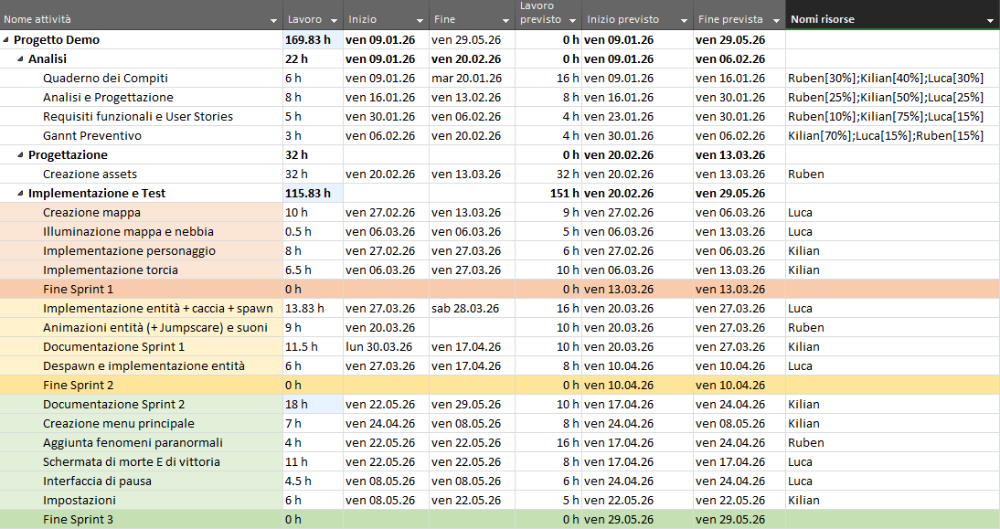 Nome attività Lavoro Inizio Fine Lavoro previsto Inizio previsto Fine prevista Nomi risorse
Progetto Demo 169.83 h ven 09.01.26 ven 29.05.26 0 h ven 09.01.26 ven 29.05.26
Analisi 22 h ven 09.01.26 ven 20.02.26 0 h ven 09.01.26 ven 06.02.26
Quaderno dei Compiti 6 h ven 09.01.26 mar 20.01.26 16 h ven 09.01.26 ven 16.01.26 Ruben[30%];Kilian[40%];Luca[30%]
Analisi e Progettazione 8 h ven 16.01.26 ven 13.02.26 8 h ven 16.01.26 ven 30.01.26 Ruben[25%];Kilian[50%];Luca[25%]
Requisiti funzionali e User Stories 5 h ven 30.01.26 ven 06.02.26 4 h ven 23.01.26 ven 30.01.26 Ruben[10%];Kilian[75%];Luca[15%]
Gannt Preventivo 3 h ven 06.02.26 ven 20.02.26 4 h ven 30.01.26 ven 06.02.26 Kilian[70%];Luca[15%];Ruben[15%]
Progettazione 32 h 0 h ven 20.02.26 ven 13.03.26
Creazione assets 32 h ven 20.02.26 ven 13.03.26 32 h ven 20.02.26 ven 13.03.26 Ruben
Implementazione e Test 115.83 h 151 h ven 20.02.26 ven 29.05.26
Creazione mappa 10 h ven 27.02.26 ven 13.03.26 9 h ven 27.02.26 ven 06.03.26 Luca
Illuminazione mappa e nebbia 0.5 h ven 06.03.26 ven 06.03.26 5 h ven 06.03.26 ven 13.03.26 Luca
Implementazione personaggio 8 h ven 27.02.26 ven 27.03.26 6 h ven 27.02.26 ven 06.03.26 Kilian
Implementazione torcia 6.5 h ven 06.03.26 ven 27.03.26 10 h ven 06.03.26 ven 13.03.26 Kilian
Fine Sprint 1 0 h 0 h ven 13.03.26 ven 13.03.26
Implementazione entità + caccia + spawn 13.83 h ven 27.03.26 sab 28.03.26 16 h ven 20.03.26 ven 27.03.26 Luca
Animazioni entità (+ Jumpscare) e suoni 9 h ven 20.03.26 10 h ven 20.03.26 ven 27.03.26 Ruben
Documentazione Sprint 1 11.5 h lun 30.03.26 ven 17.04.26 10 h ven 20.03.26 ven 27.03.26 Kilian
Despawn e implementazione entità 6 h ven 27.03.26 ven 17.04.26 8 h ven 10.04.26 ven 10.04.26 Luca
Fine Sprint 2 0 h 0 h ven 10.04.26 ven 10.04.26
Documentazione Sprint 2 18 h ven 22.05.26 ven 29.05.26 10 h ven 17.04.26 ven 24.04.26 Kilian
Creazione menu principale 7 h ven 24.04.26 ven 08.05.26 8 h ven 24.04.26 ven 08.05.26 Kilian
Aggiunta fenomeni paranormali 4 h ven 22.05.26 ven 22.05.26 16 h ven 17.04.26 ven 24.04.26 Ruben
Schermata di morte E di vittoria 11 h ven 22.05.26 ven 22.05.26 8 h ven 17.04.26 ven 17.04.26 Luca
Interfaccia di pausa 4.5 h ven 08.05.26 ven 08.05.26 6 h ven 24.04.26 ven 24.04.26 Luca
Impostazioni 6 h ven 08.05.26 ven 22.05.26 5 h ven 22.05.26 ven 22.05.26 Kilian
Fine Sprint 3 0 h 0 h ven 29.05.26 ven 29.05.26